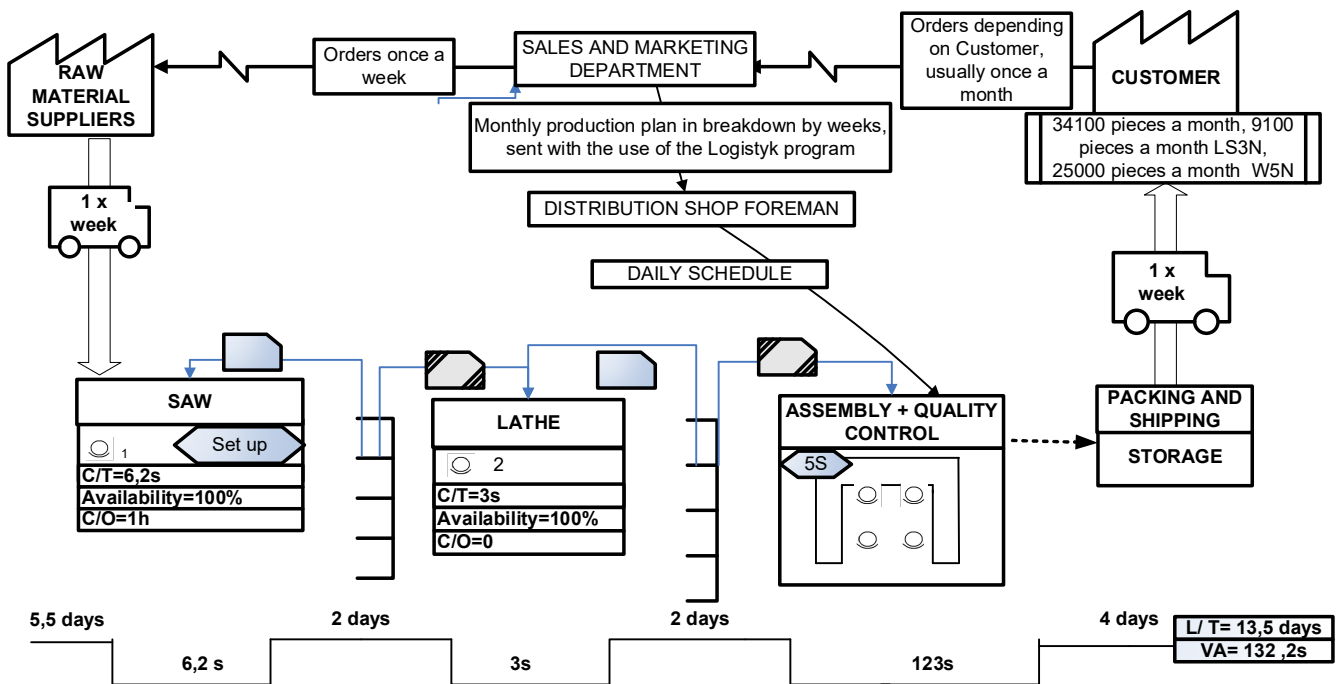 Orders once a
week
SALES AND MARKETING
DEPARTMENT
Orders depending
on Customer,
usually once a
month
RAW
MATERIAL
SUPPLIERS
CUSTOMER
Monthly production plan in breakdown by weeks,
sent with the use of the Logistyk program
34100 pieces a month, 9100
pieces a month LS3N,
25000 pieces a month  W5N
1 x
week
DISTRIBUTION SHOP FOREMAN
DAILY SCHEDULE
1 x
week
SAW
Set up
1
C/T=6,2s
Availability=100%
C/O=1h
LATHE
2
C/T=3s
Availability=100%
C/O=0
ASSEMBLY + QUALITY
CONTROL
5S
PACKING AND
SHIPPING
STORAGE
5,5 days
2 days
2 days
4 days
6,2 s
3s
123s
L/ T= 13,5 days
VA= 132 ,2s